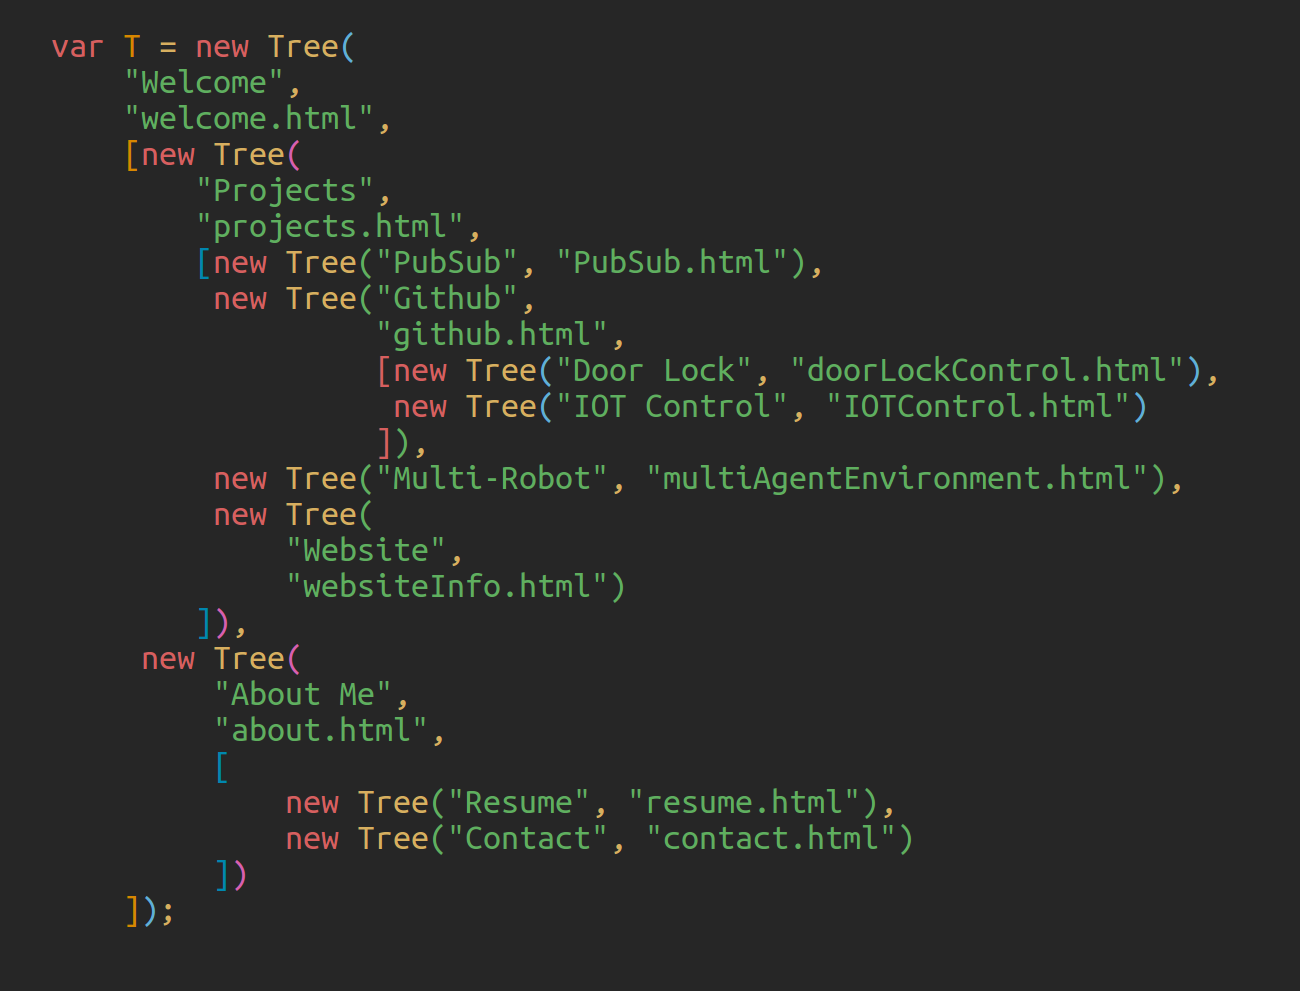 var T = new Tree(
"Welcome",
"welcome.html",
[new Tree(
"Projects",
"projects.html",
[new Tree("PubSub", "PubSub.html"),
new Tree("Github",
"github.html",
[new Tree("Door Lock", "doorLockControl.html"),
new Tree("IOT Control", "IOTControl.html")
]),
new Tree("Multi-Robot", "multiAgentEnvironment.html"),
new Tree(
"Website",
"websiteInfo.html")
]),
new Tree(
"About Me",
"about.html",
[
new Tree("Resume", "resume.html"),
new Tree("Contact", "contact.html")
])
]);